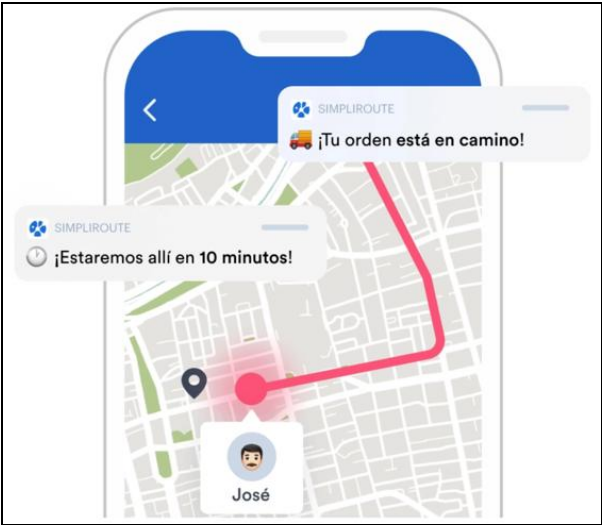 SIMPLIROUTE
¡Tu orden está en camino!
SIMPLIROUTE
¡Estaremos allí en 10 minutos!
José